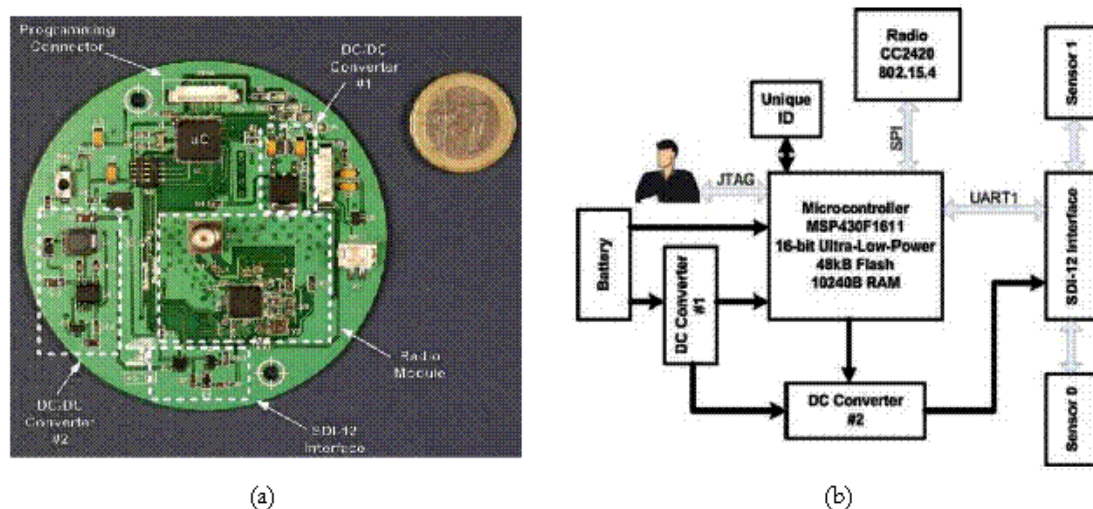 Programming
Connector
DC/DC
Converter
#1
uC
Radio
Module
DC/DC
Converter
#2
SDI-12
Interface
(a)
Radio
CC2420
802.15.4
Unique
ID
SPI
JTAG
Microcontroller
MSP430F1611
16-bit Ultra-Low-Power
48kB Flash
10240B RAM
UART1
Battery
DC Converter
#1
DC Converter
#2
Sensor 1
SDI-12 Interface
Sensor 0
(b)